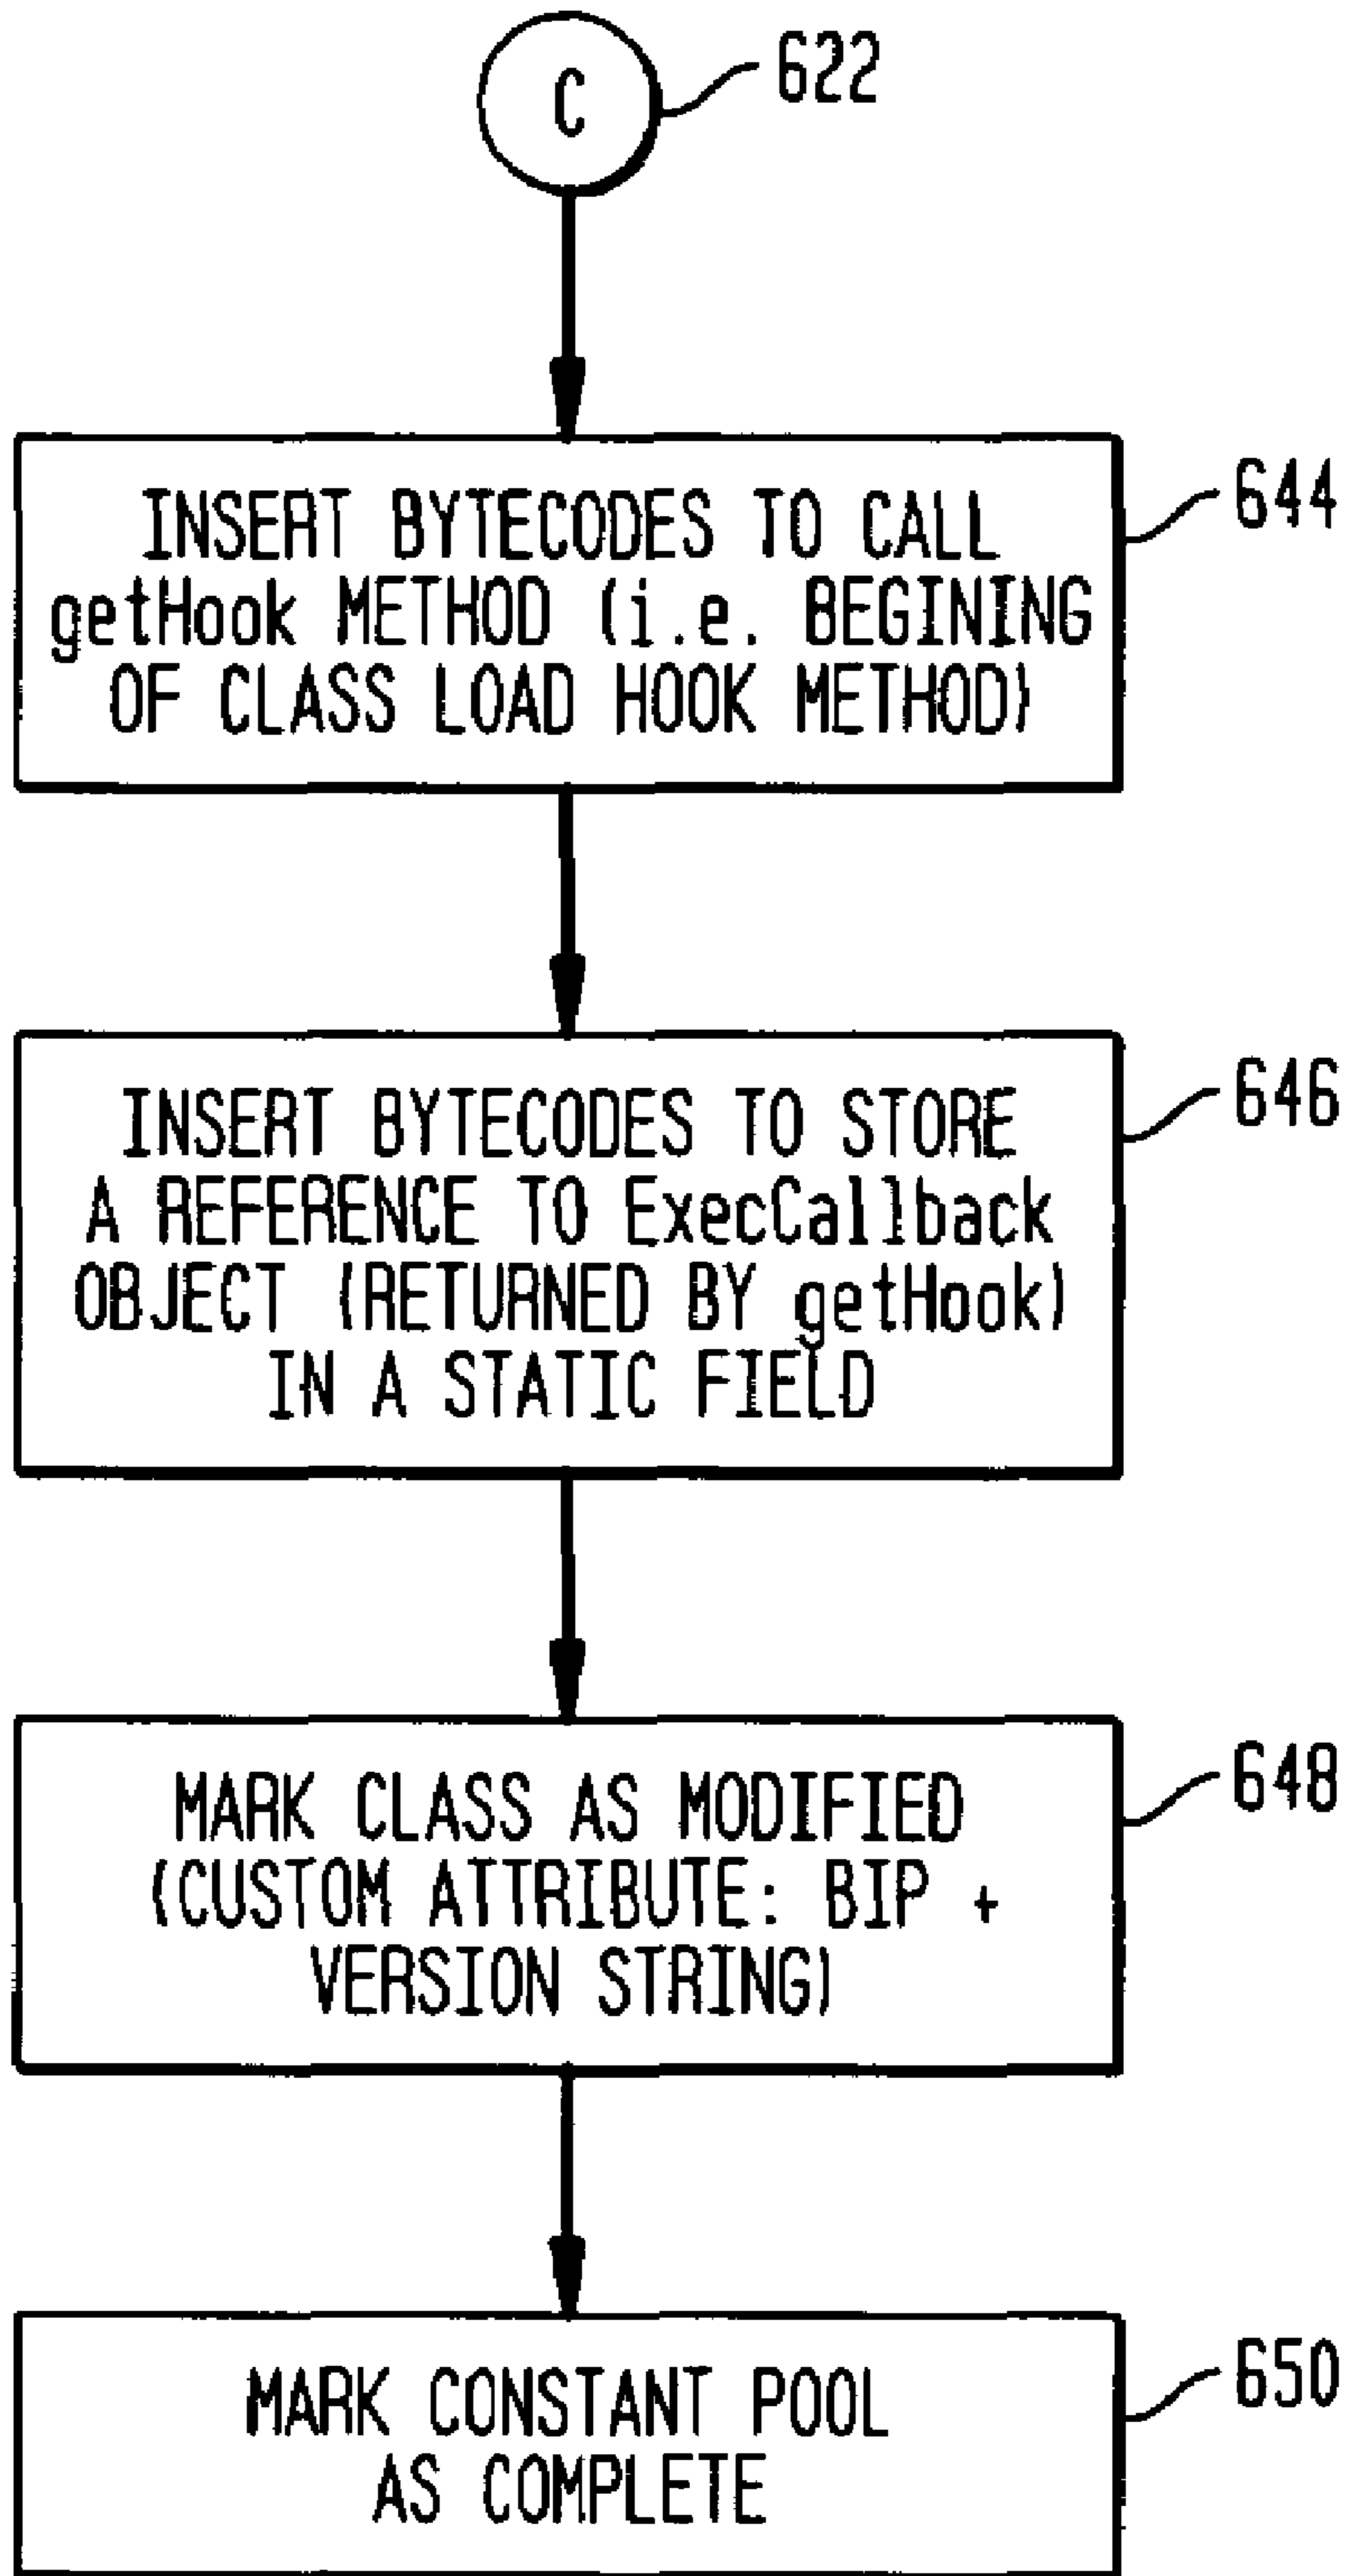 C
622
INSERT BYTECODES TO CALL
getHook METHOD (i.e. BEGINING
OF CLASS LOAD HOOK METHOD)
644
INSERT BYTECODES TO STORE
A REFERENCE TO ExecCallback
OBJECT (RETURNED BY getHook)
IN A STATIC FIELD
646
MARK CLASS AS MODIFIED
(CUSTOM ATTRIBUTE: BIP +
VERSION STRING)
648
MARK CONSTANT POOL
AS COMPLETE
650